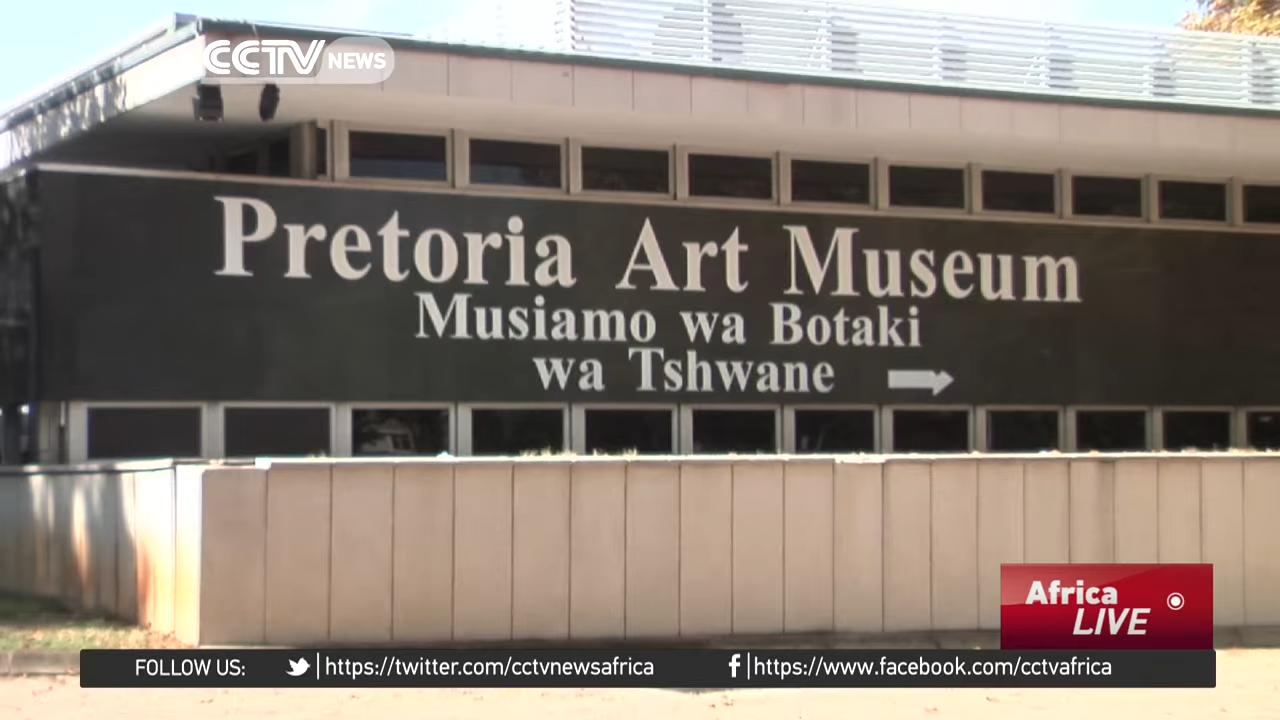 CCTV NEWS
Pretoria Art Museum
Musiamo wa Botaki
wa Tshwane
Africa
LIVE
FOLLOW US: https://twitter.com/cctvnewsafrica https://www.facebook.com/cctvafrica